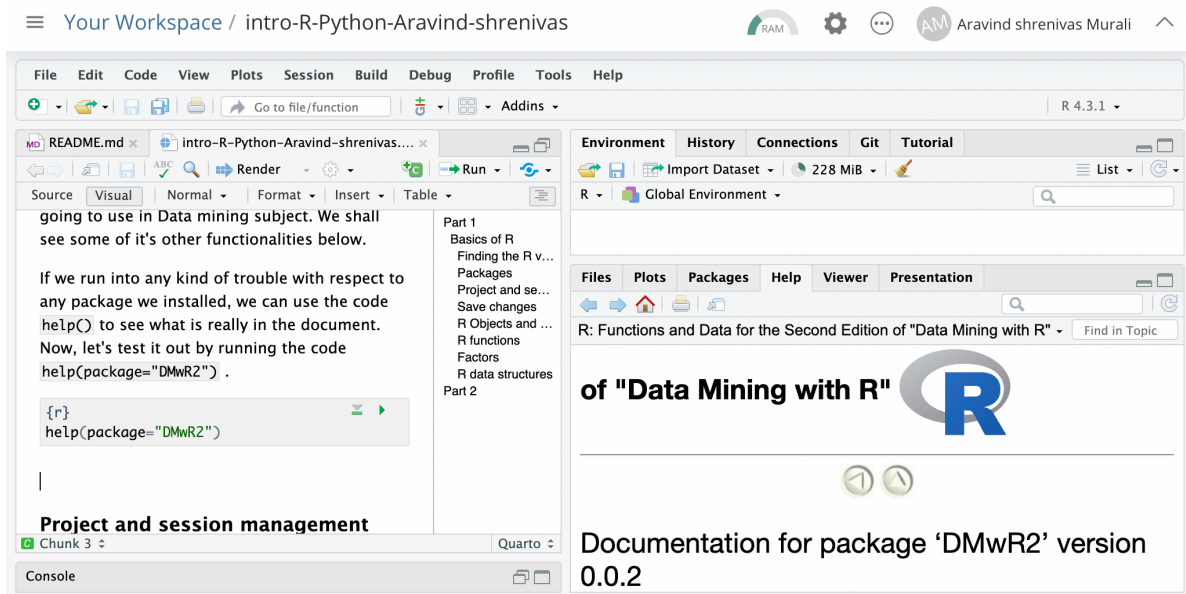 Your Workspace / intro-R-Python-Aravind-shrenivas
RAM
AM
Aravind shrenivas Murali
File Edit Code View Plots Session Build Debug Profile Tools Help
Go to file/function
Addins
R 4.3.1
MD README.md
intro-R-Python-Aravind-shrenivas....
ABC
Render
Run
Source Visual Normal Format Insert Table
going to use in Data mining subject. We shall
see some of it's other functionalities below.
If we run into any kind of trouble with respect to
any package we installed, we can use the code
help() to see what is really in the document.
Now, let's test it out by running the code
help(package="DMwR2") .
{r}
help(package="DMwR2")
Project and session management
Part 1
Basics of R
Finding the R v...
Packages
Project and se...
Save changes
R Objects and ...
R functions
Factors
R data structures
Part 2
C Chunk 3
Quarto
Console
Environment History Connections Git Tutorial
Import Dataset
228 MiB
List
R
Global Environment
Files Plots Packages Help Viewer Presentation
R: Functions and Data for the Second Edition of "Data Mining with R"
Find in Topic
of "Data Mining with R"
R
Documentation for package ‘DMwR2’ version
0.0.2